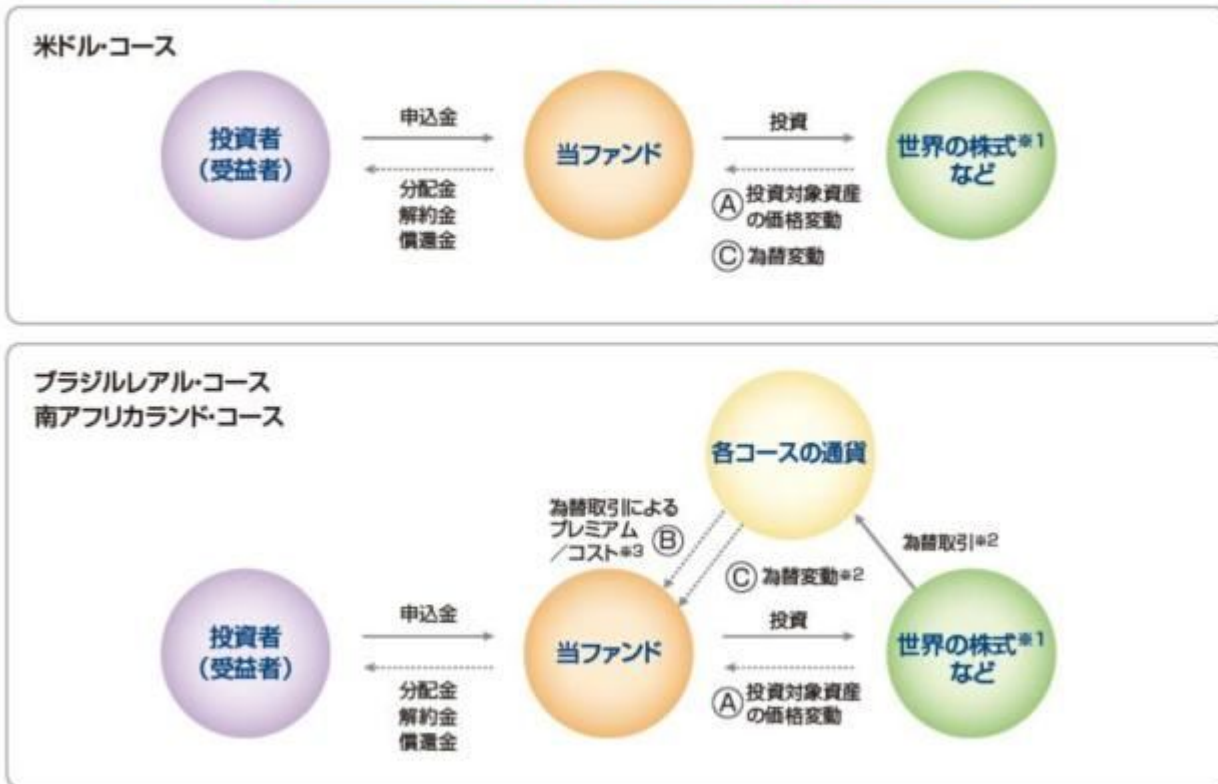 米ドル・コース
投資者
（受益者）
申込金
分配金
解約金
償還金
当ファンド
投資
Ⓐ 投資対象資産
の価格変動
Ⓒ 為替変動
世界の株式※1
など
ブラジルレアル・コース
南アフリカランド・コース
各コースの通貨
為替取引による
プレミアム
／コスト※3 Ⓑ
Ⓒ 為替変動※2
為替取引※2
投資者
（受益者）
申込金
分配金
解約金
償還金
当ファンド
投資
Ⓐ 投資対象資産
の価格変動
世界の株式※1
など